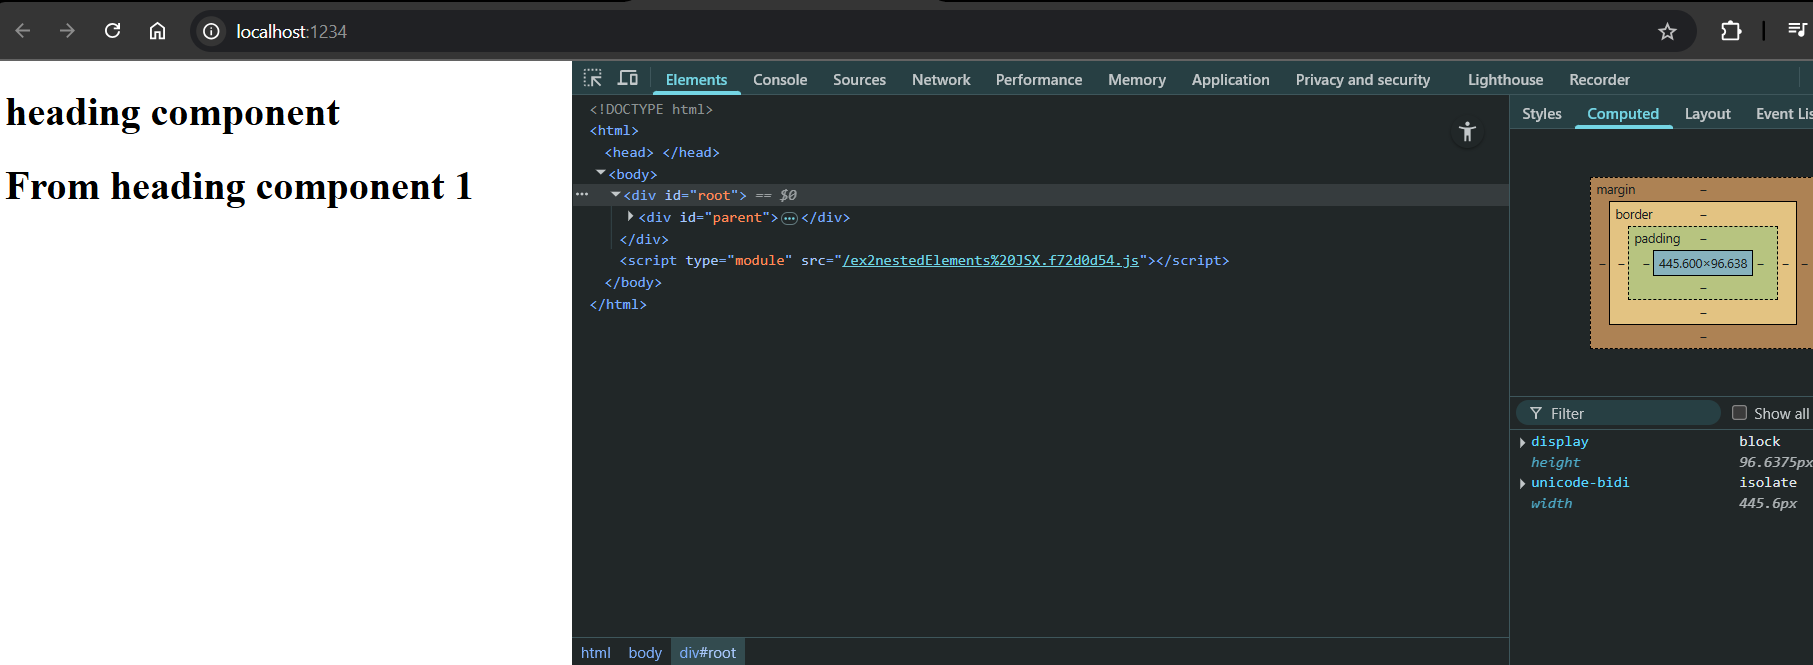 localhost:1234
heading component
From heading component 1
Elements Console Sources Network Performance Memory Application Privacy and security Lighthouse Recorder
<!DOCTYPE html>
<html>
<head> </head>
<body>
<div id="root"> == $0
<div id="parent"> </div>
</div>
<script type="module" src="/ex2nestedElements%20JSX.f72d0d54.js"></script>
</body>
</html>
html body div#root
Styles Computed Layout Event Lis
margin –
border –
padding –
– – – 445.600×96.638 – – –
–
–
–
Filter Show all
display block
height 96.6375px
unicode-bidi isolate
width 445.6px